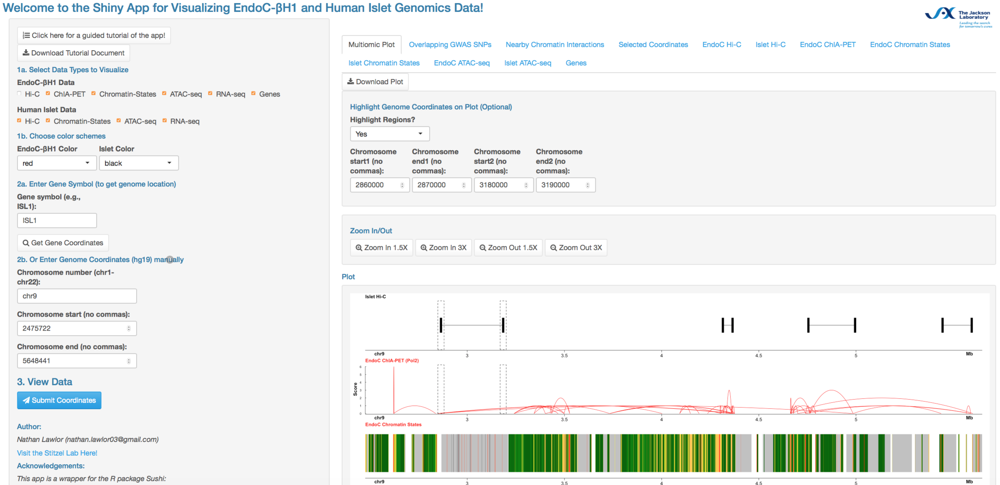 Welcome to the Shiny App for Visualizing EndoC-βH1 and Human Islet Genomics Data!
The Jackson
Laboratory
Leading the search
for tomorrow's cures
Click here for a guided tutorial of the app!
Download Tutorial Document
1a. Select Data Types to Visualize
EndoC-βH1 Data
Hi-C ChIA-PET Chromatin-States ATAC-seq RNA-seq Genes
Human Islet Data
Hi-C Chromatin-States ATAC-seq RNA-seq
1b. Choose color schemes
EndoC-βH1 Color Islet Color
red black
2a. Enter Gene Symbol (to get genome location)
Gene symbol (e.g.,
ISL1):
ISL1
Get Gene Coordinates
2b. Or Enter Genome Coordinates (hg19) manually
Chromosome number (chr1-
chr22):
chr9
Chromosome start (no commas):
2475722
Chromosome end (no commas):
5648441
3. View Data
Submit Coordinates
Author:
Nathan Lawlor (nathan.lawlor03@gmail.com)
Visit the Stitzel Lab Here!
Acknowledgements:
This app is a wrapper for the R package Sushi:
Multiomic Plot Overlapping GWAS SNPs Nearby Chromatin Interactions Selected Coordinates EndoC Hi-C Islet Hi-C EndoC ChIA-PET EndoC Chromatin States
Islet Chromatin States EndoC ATAC-seq Islet ATAC-seq Genes
Download Plot
Highlight Genome Coordinates on Plot (Optional)
Highlight Regions?
Yes
Chromosome Chromosome Chromosome Chromosome
start1 (no end1 (no start2 (no end2 (no
commas): commas): commas): commas):
2860000 2870000 3180000 3190000
Zoom In/Out
Zoom In 1.5X Zoom In 3X Zoom Out 1.5X Zoom Out 3X
Plot
Islet Hi-C
chr9 3 3.5 4 4.5 5 Mb
EndoC ChIA-PET (Pol2)
6
5
4
3
2
1
0
Score
chr9 3 3.5 4 4.5 5 Mb
EndoC Chromatin States
chr9 3 3.5 4 4.5 5 Mb